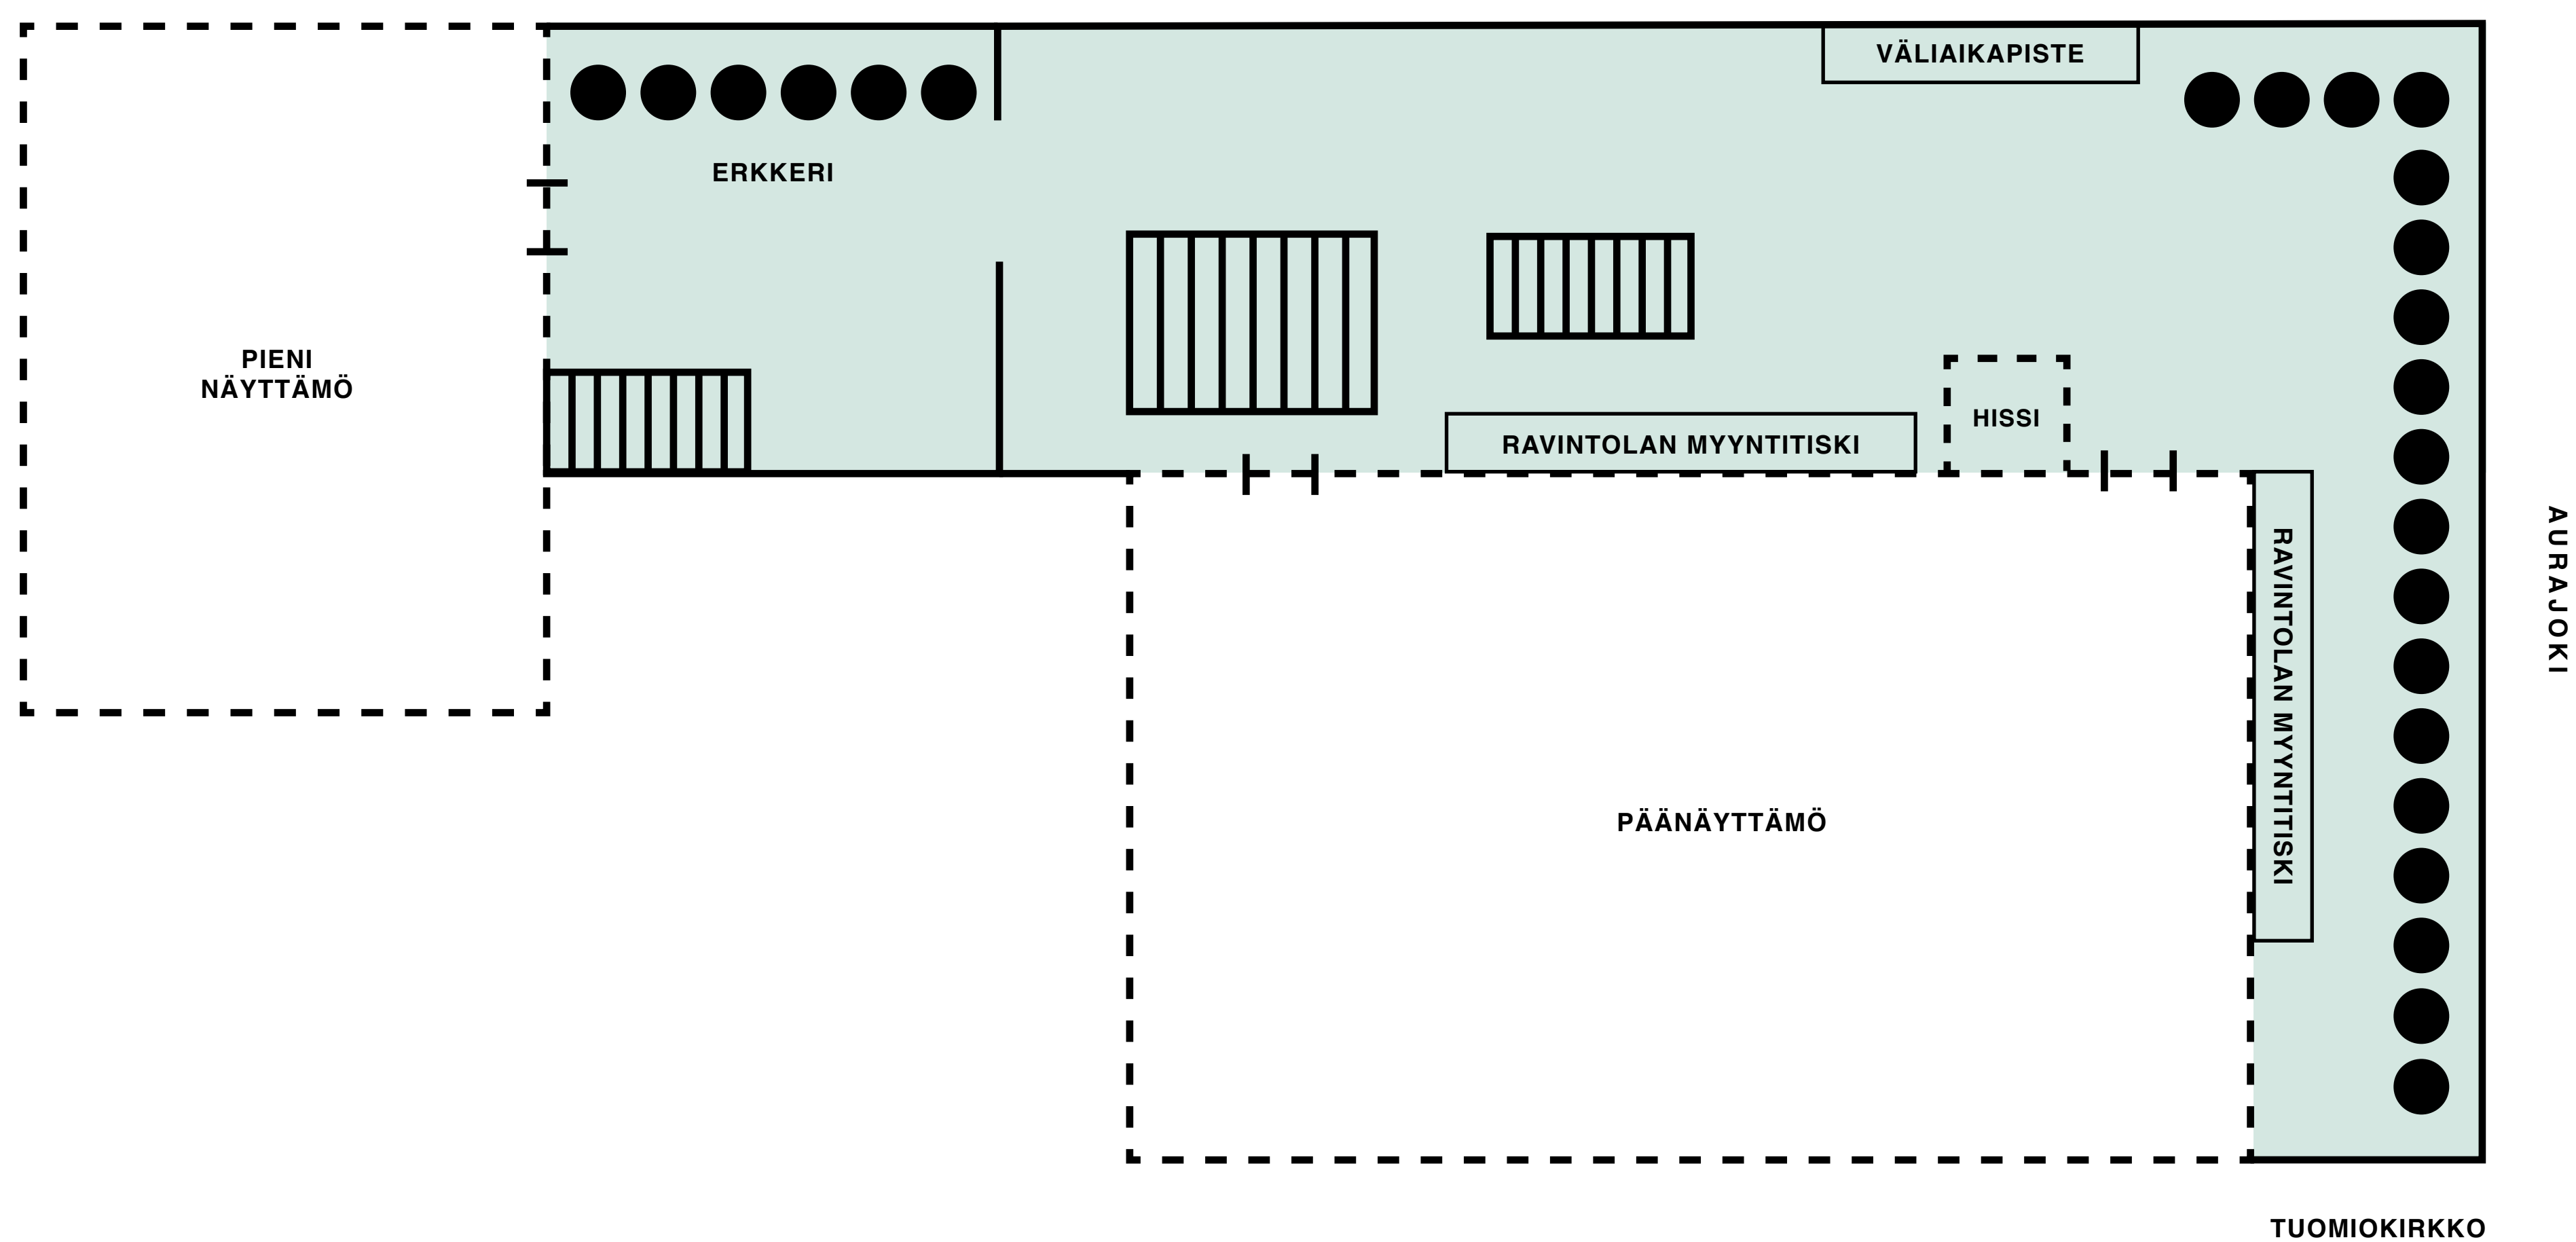 VÄLIAIKAPISTE
ERKKERI
PIENI
NÄYTTÄMÖ
HISSI
RAVINTOLAN MYYNTITISKI
RAVINTOLAN MYYNTITISKI
AURAJOKI
PÄÄNÄYTTÄMÖ
TUOMIOKIRKKO